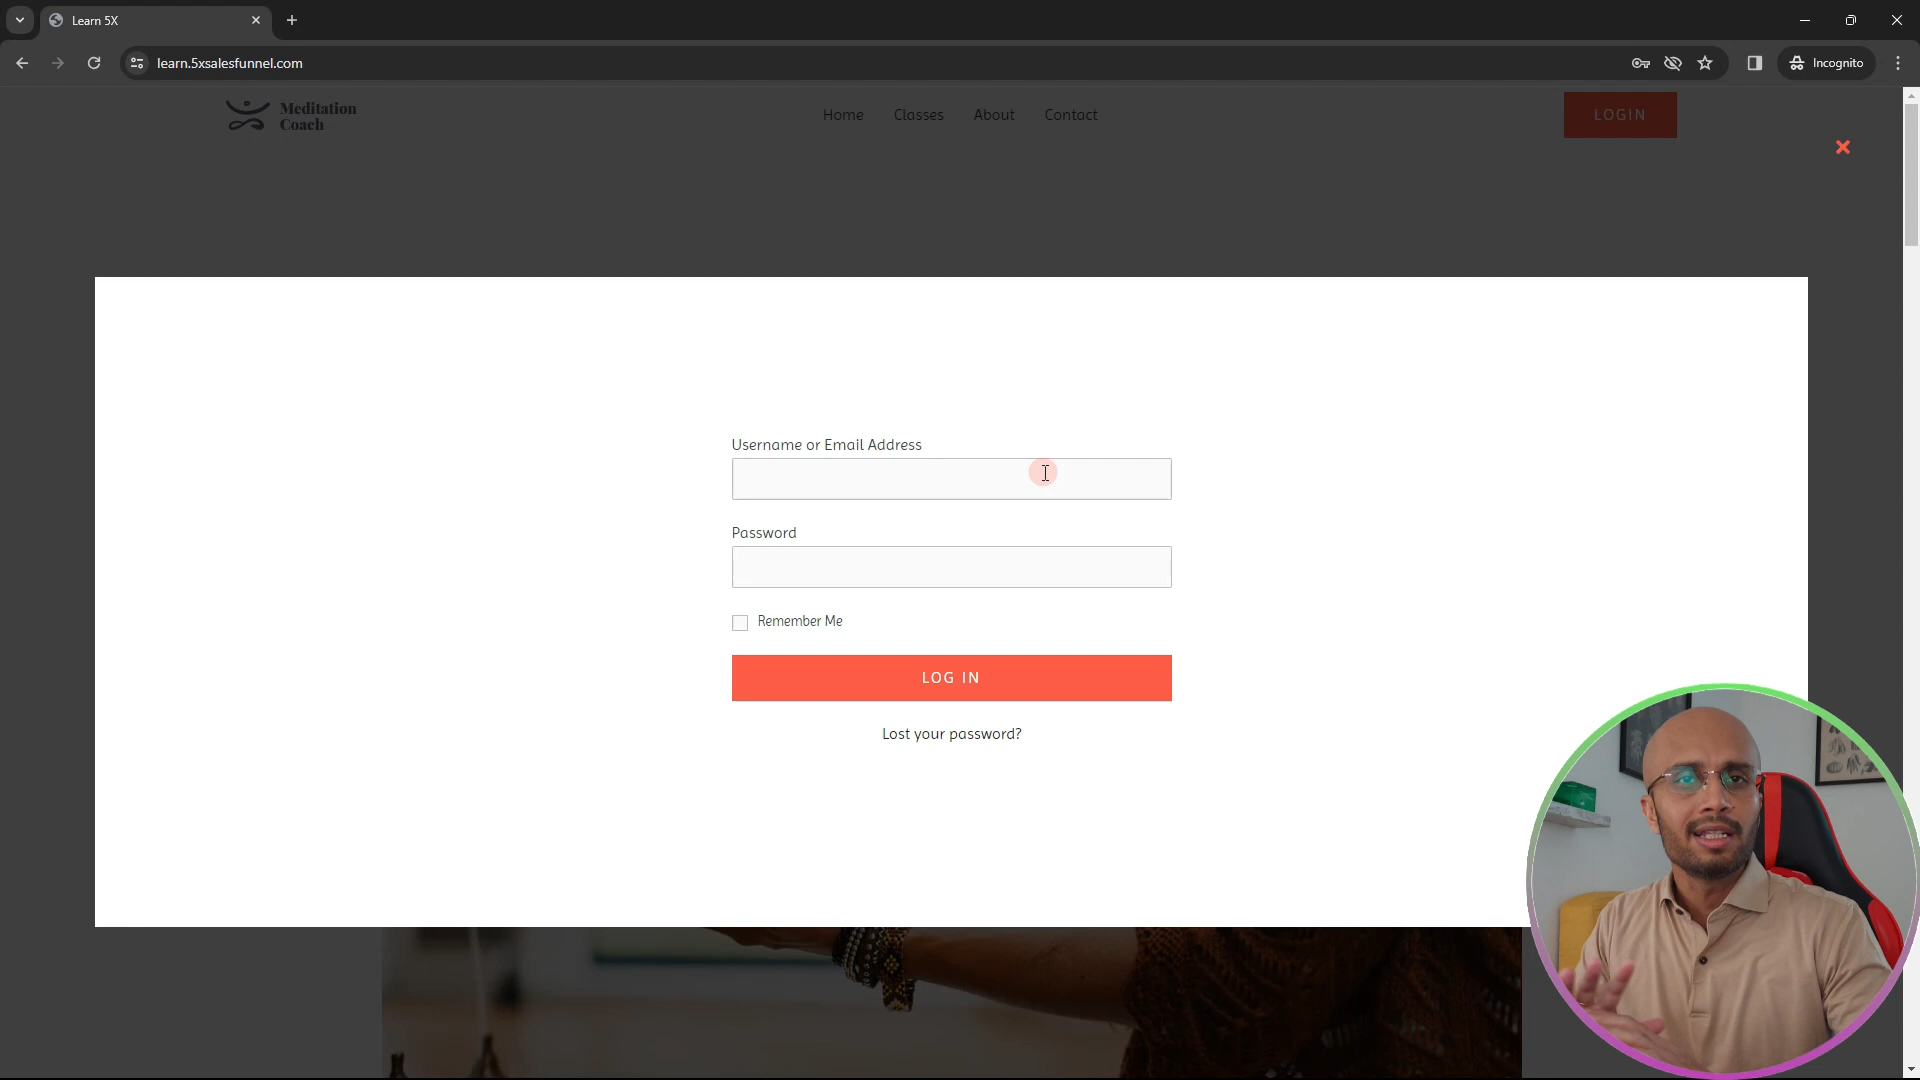 Learn 5X
learn.5xsalesfunnel.com
Incognito
Meditation
Coach
Home
Classes
About
Contact
LOGIN
Username or Email Address
Password
Remember Me
LOG IN
Lost your password?